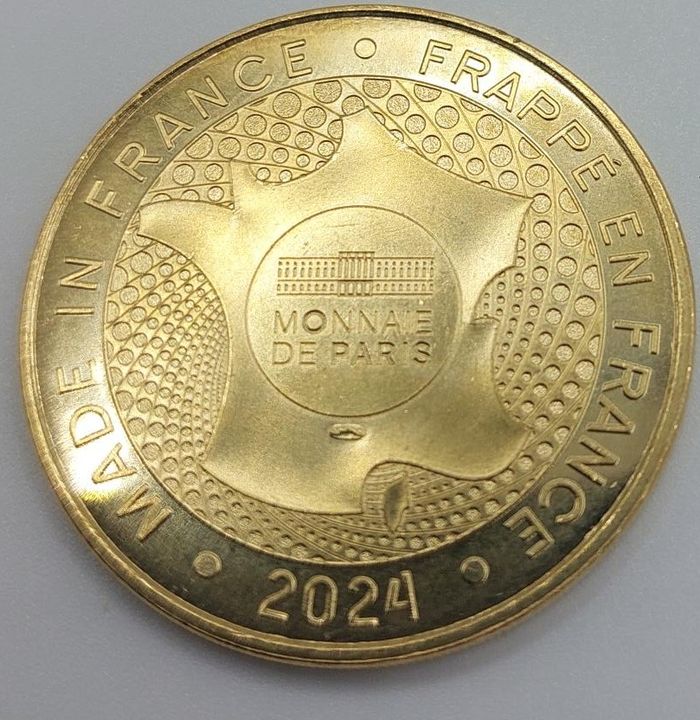 MADE IN FRANCE
FRAPPÉ EN FRANCE
MONNAIE
DE PARIS
2024